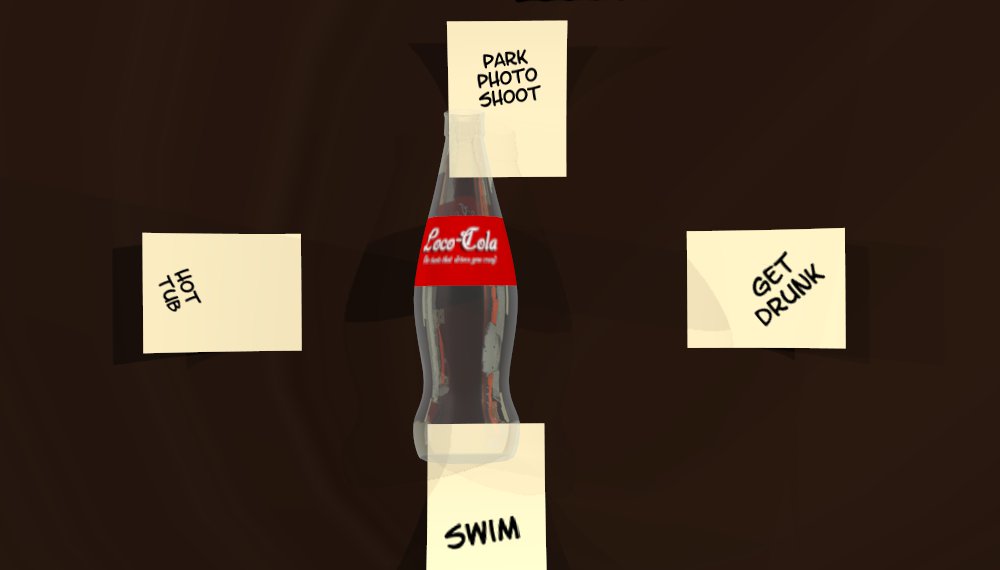 PARK
PHOTO
SHOOT
Loco-Cola
HOT
TUB
GET
DRUNK
SWIM